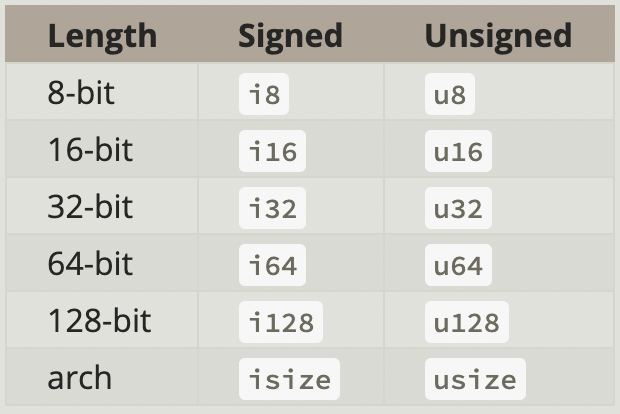 Length Signed Unsigned
8-bit i8 u8
16-bit i16 u16
32-bit i32 u32
64-bit i64 u64
128-bit i128 u128
arch isize usize